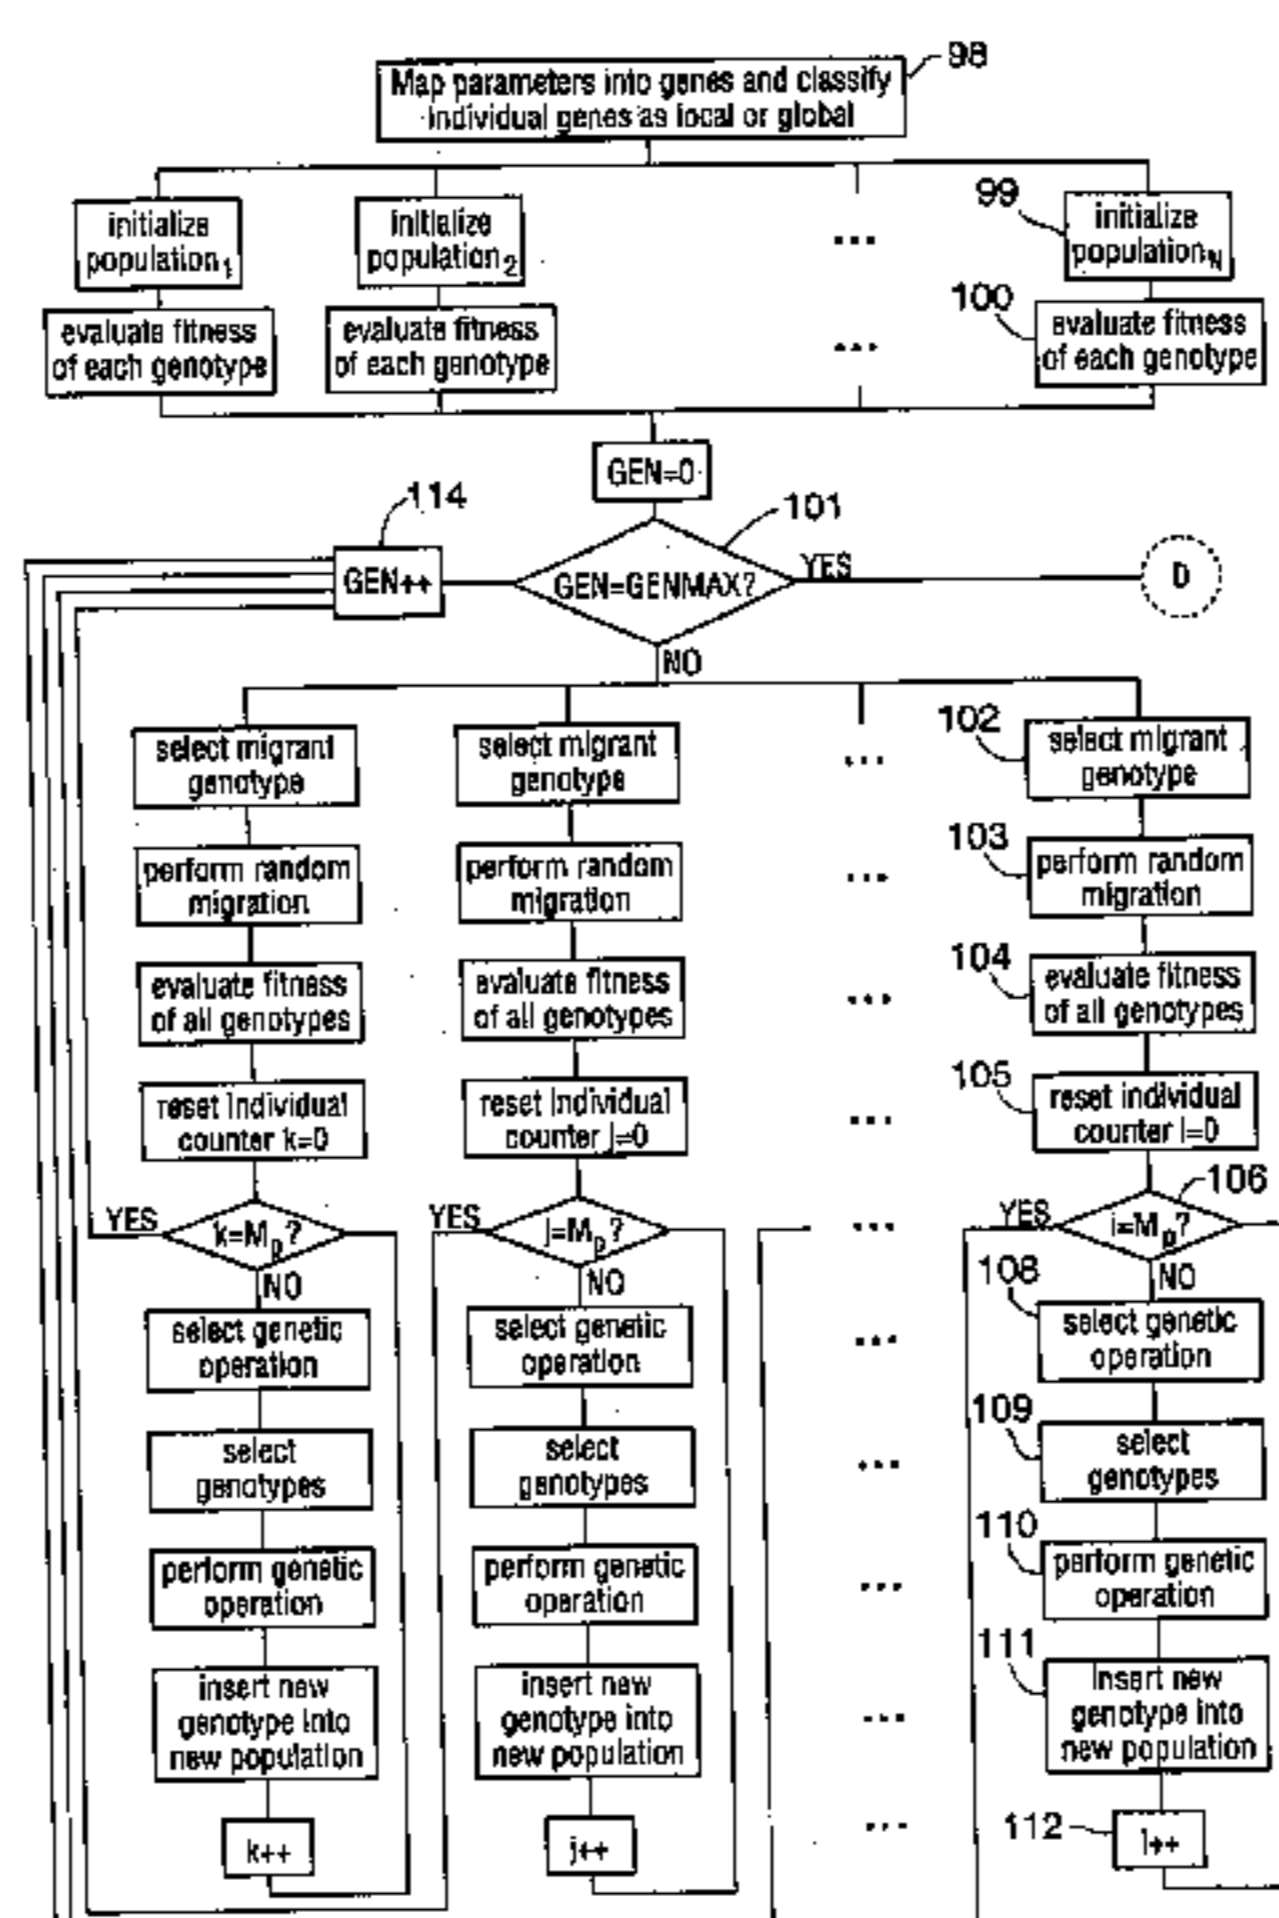 98
Map parameters into genes and classify
individual genes as local or global
99
initialize
population1
initialize
population2
...
initialize
populationN
100
evaluate fitness
of each genotype
evaluate fitness
of each genotype
...
evaluate fitness
of each genotype
GEN=0
114
101
GEN++
GEN=GENMAX?
YES
D
NO
102
select migrant
genotype
select migrant
genotype
...
select migrant
genotype
103
perform random
migration
perform random
migration
...
perform random
migration
104
evaluate fitness
of all genotypes
evaluate fitness
of all genotypes
...
evaluate fitness
of all genotypes
105
reset individual
counter k=0
reset individual
counter j=0
...
reset individual
counter i=0
106
YES
k=Mp?
YES
j=Mp?
...
YES
i=Mp?
NO
NO
NO
108
select genetic
operation
select genetic
operation
...
select genetic
operation
109
select
genotypes
select
genotypes
...
select
genotypes
110
perform genetic
operation
perform genetic
operation
...
perform genetic
operation
111
insert new
genotype into
new population
insert new
genotype into
new population
...
insert new
genotype into
new population
112
k++
j++
...
i++